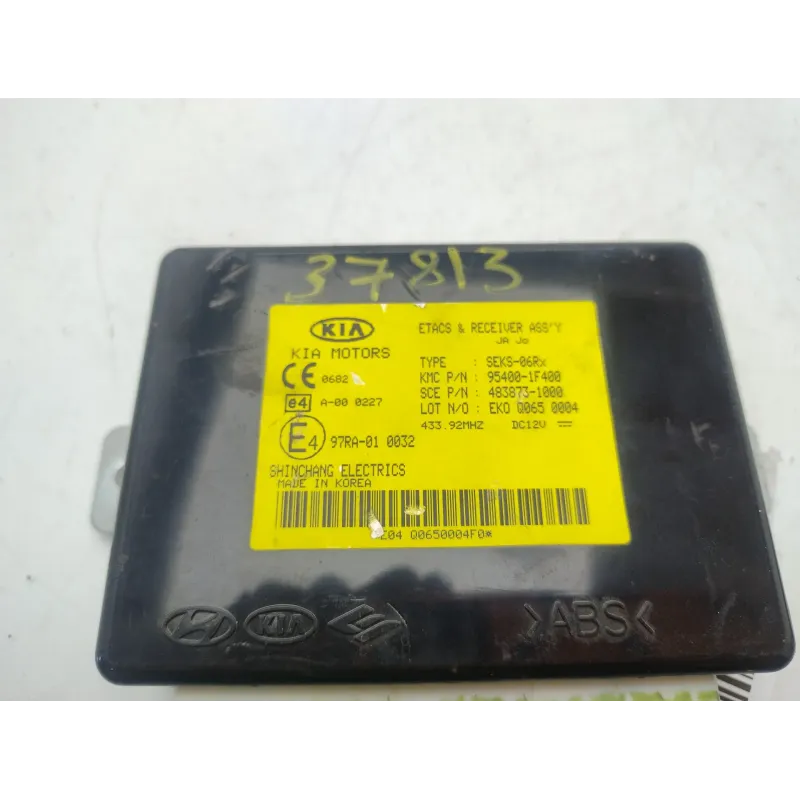 37813
KIA
KIA MOTORS
ETACS & RECEIVER ASS'Y
JA Jo
CE 0682
TYPE : SEKS-06Rx
KMC P/N : 95400-1F400
SCE P/N : 483873-1000
LOT N/O : EKO Q065 0004
e4 A-00 0227
433.92MHZ DC12V
E4 97RA-01 0032
SHINCHANG ELECTRICS
MADE IN KOREA
E04 Q0650004F0*
KIA
>ABS<